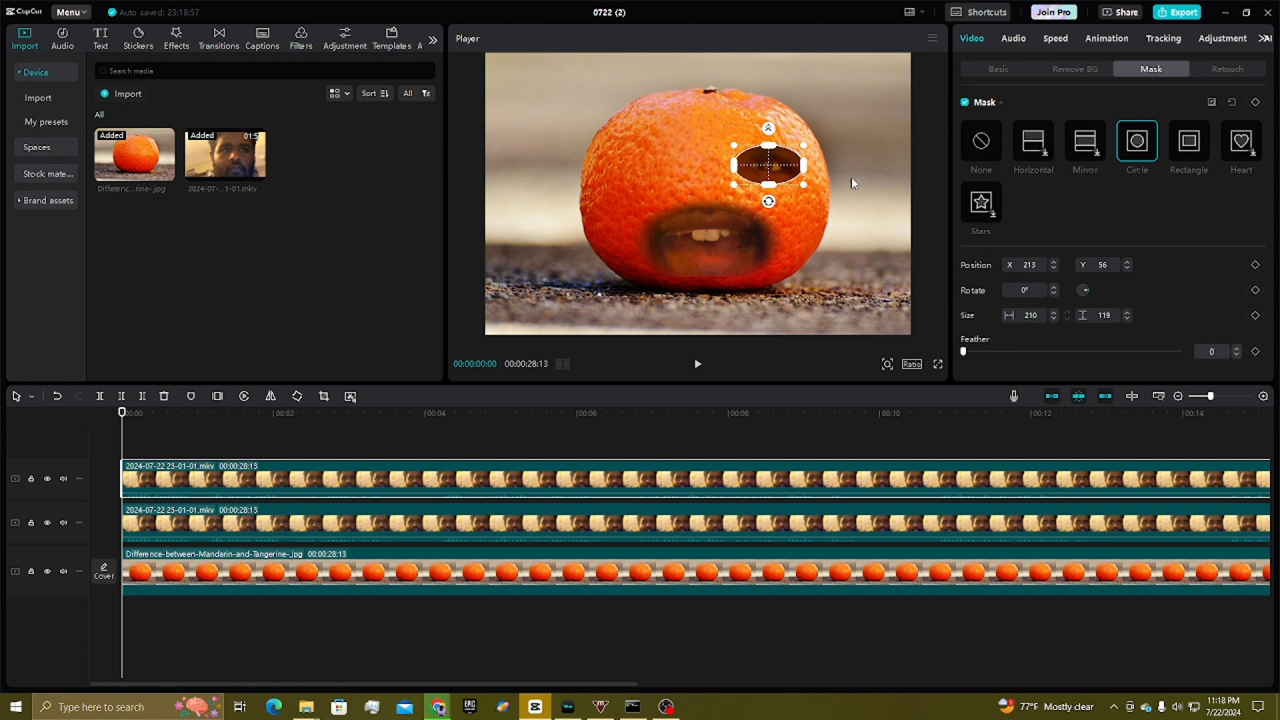 CapCut Menu Auto saved: 23:18:57 0722 (2) Shortcuts Join Pro Share Export
Import Audio Text Stickers Effects Transitions Captions Filters Adjustment Templates A
Device
Import
My presets
Spaces
Brand assets
Search media
Import Sort All
All
Added
Differenc...rine-.jpg
Added 01:5
2024-07-...1-01.mkv
Player
00:00:00:00 00:00:28:13 Ratio
Video Audio Speed Animation Tracking Adjustment AI
Basic Remove BG Mask Retouch
Mask
None Horizontal Mirror Circle Rectangle Heart
Stars
Position X 213 Y 56
Rotate 0°
Size 210 119
Feather
0
00:00 00:02 00:04 00:06 00:08 00:10 00:12 00:14
2024-07-22 23-01-01.mkv 00:00:28:13
2024-07-22 23-01-01.mkv 00:00:28:13
Difference-between-Mandarin-and-Tangerine-.jpg 00:00:28:13
Cover
Type here to search
EPIC
77°F Mostly clear
11:18 PM
7/22/2024